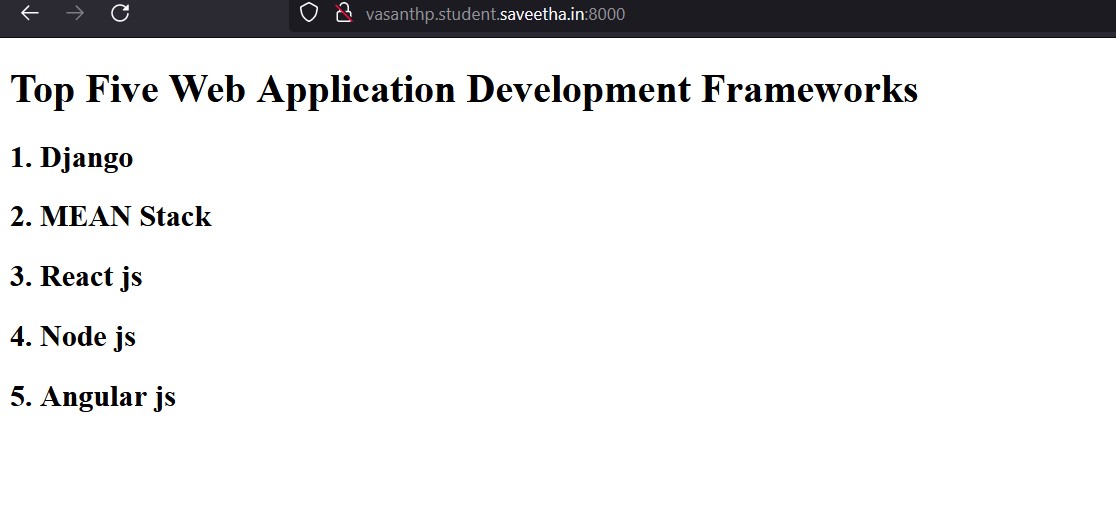 vasanthp.student.saveetha.in:8000
Top Five Web Application Development Frameworks
1. Django
2. MEAN Stack
3. React js
4. Node js
5. Angular js